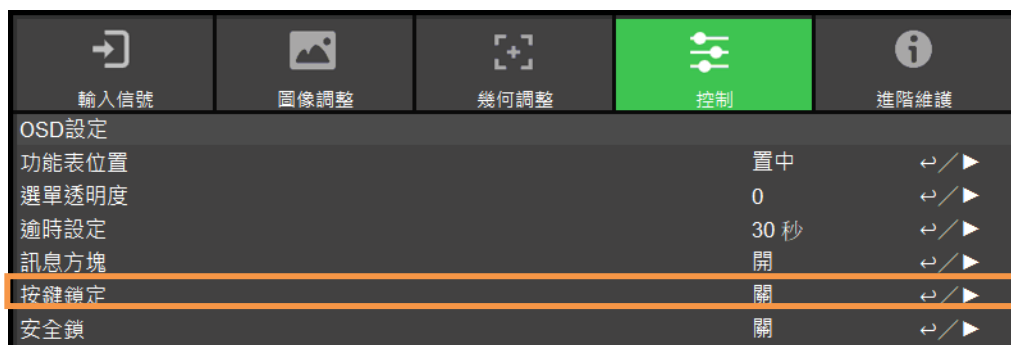 輸入信號 圖像調整 幾何調整 控制 進階維護
OSD設定
功能表位置 置中 ↩／▶
選單透明度 0 ↩／▶
逾時設定 30 秒 ↩／▶
訊息方塊 開 ↩／▶
按鍵鎖定 關 ↩／▶
安全鎖 關 ↩／▶